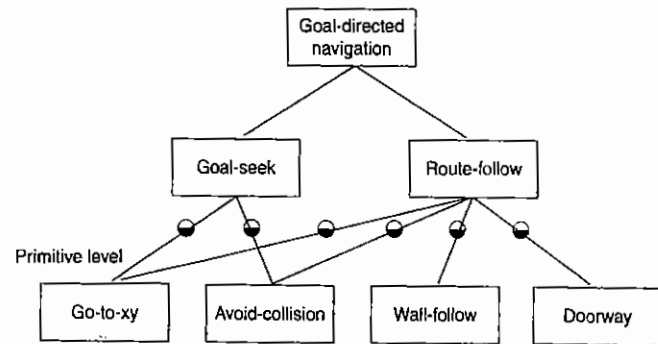 Goal-directed
navigation
Goal-seek
Route-follow
Primitive level
Go-to-xy
Avoid-collision
Wall-follow
Doorway